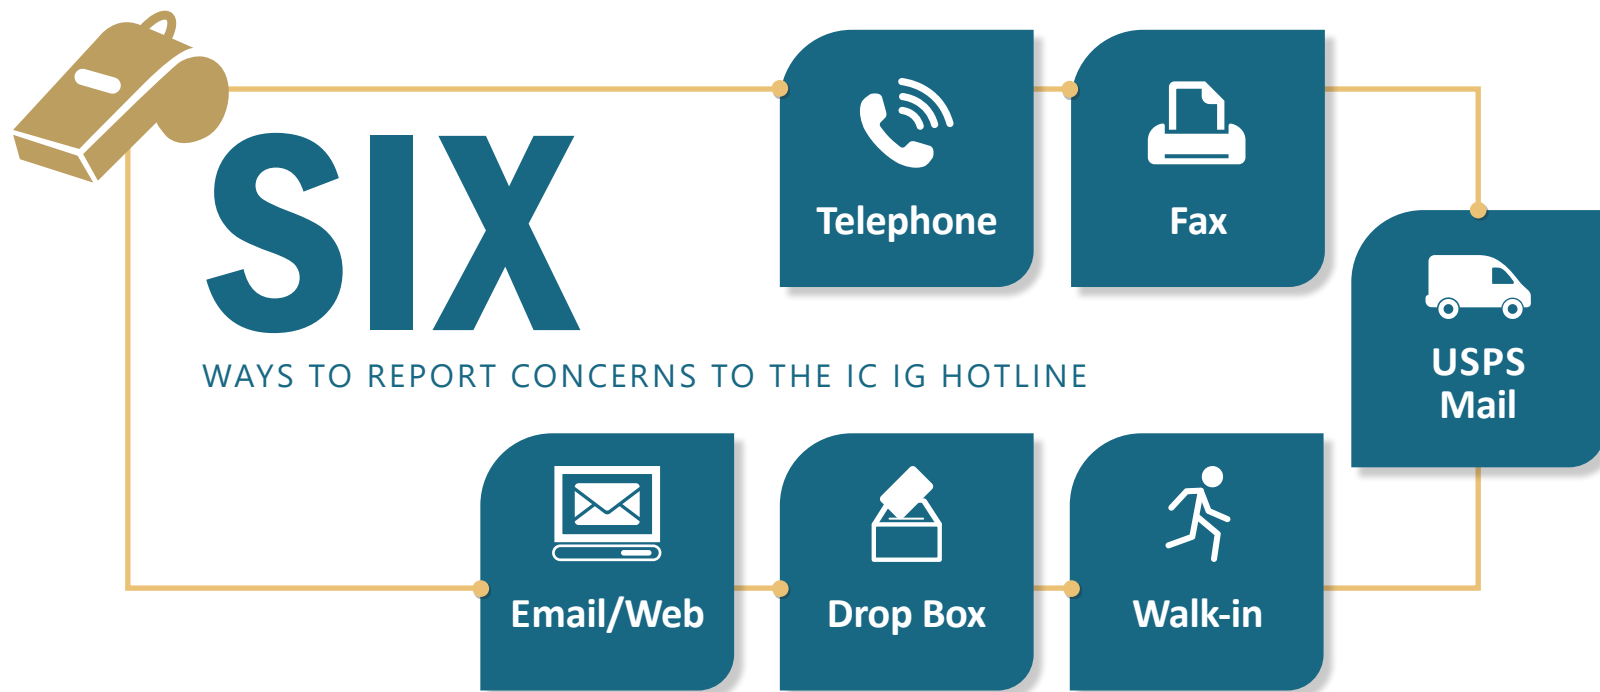 SIX
WAYS TO REPORT CONCERNS TO THE IC IG HOTLINE
Telephone
Fax
USPS
Mail
Walk-in
Drop Box
Email/Web